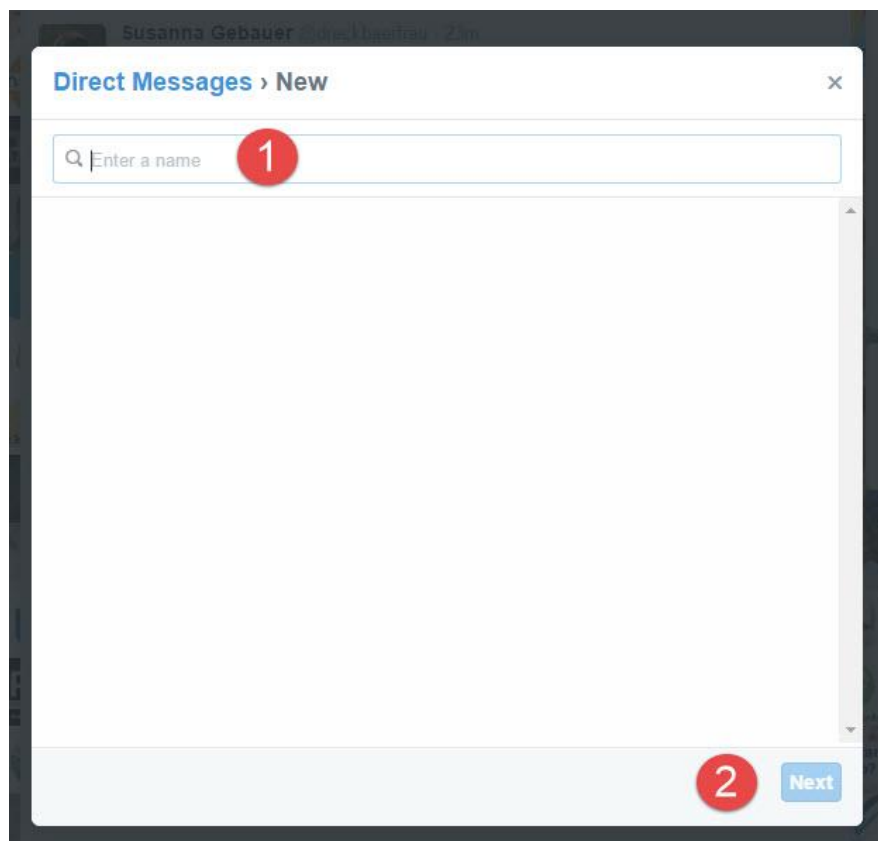 Susanna Gebauer
Direct Messages › New
×
Enter a name
1
2
Next